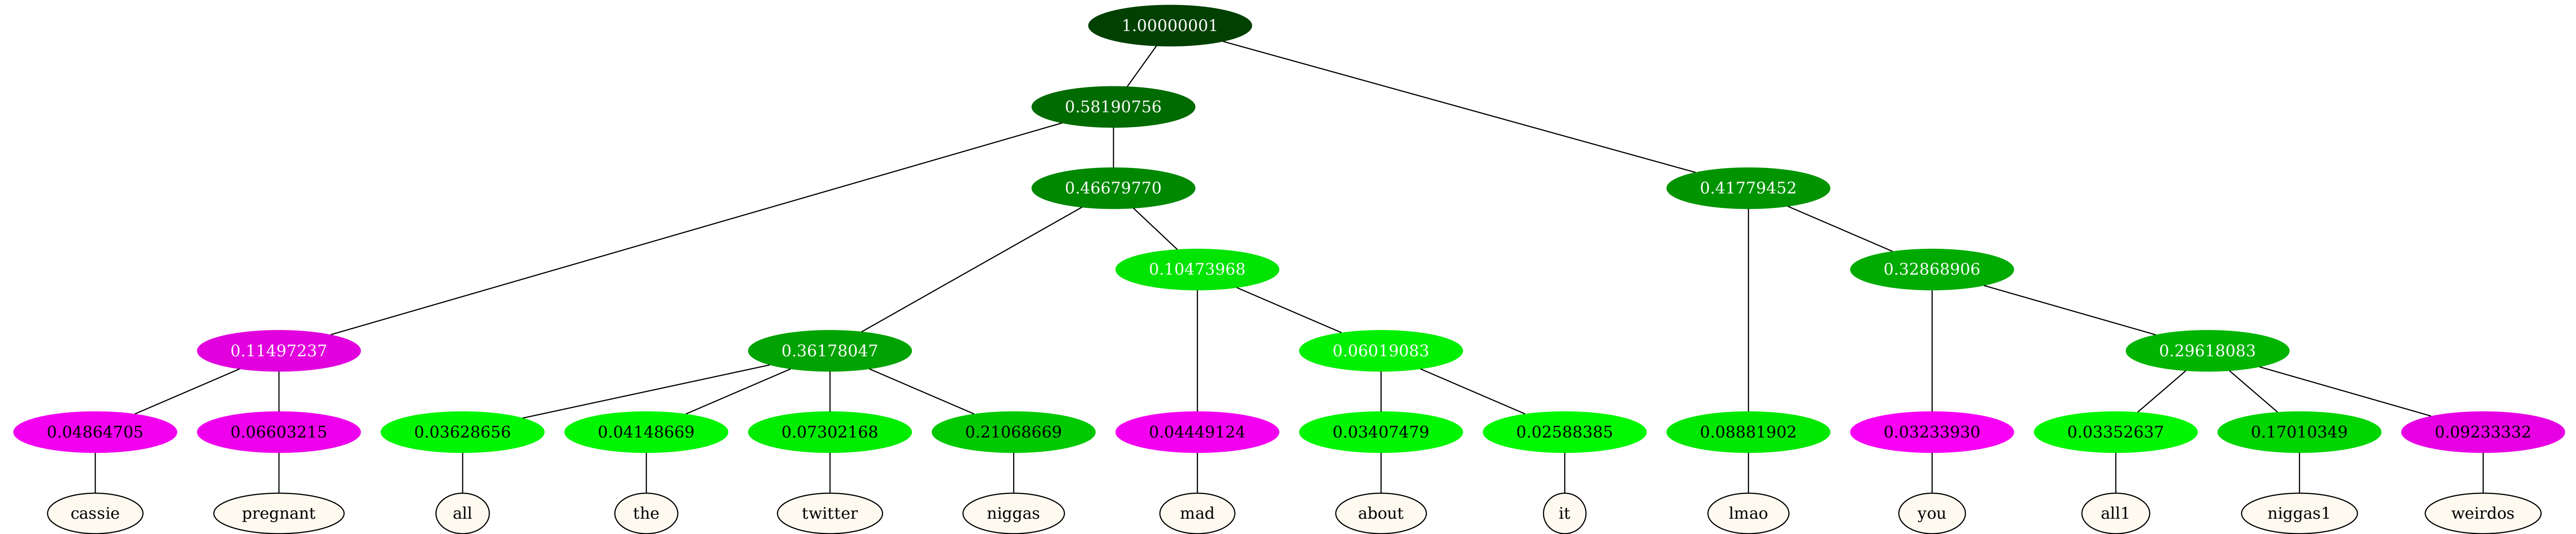 1.00000001
0.58190756
0.46679770 0.41779452
0.10473968 0.32868906
0.11497237 0.36178047 0.06019083 0.29618083
0.04864705 0.06603215 0.03628656 0.04148669 0.07302168 0.21068669 0.04449124 0.03407479 0.02588385 0.08881902 0.03233930 0.03352637 0.17010349 0.09233332
cassie pregnant all the twitter niggas mad about it lmao you all1 niggas1 weirdos